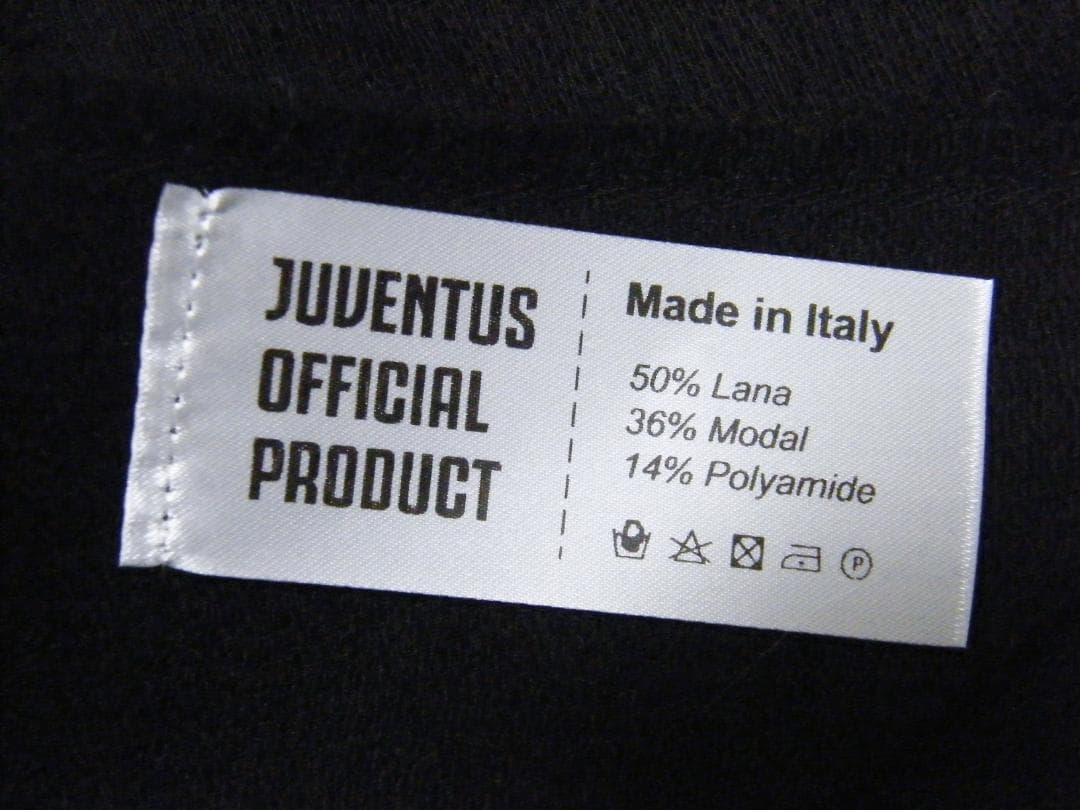 JUVENTUS
OFFICIAL
PRODUCT
Made in Italy
50% Lana
36% Modal
14% Polyamide
P